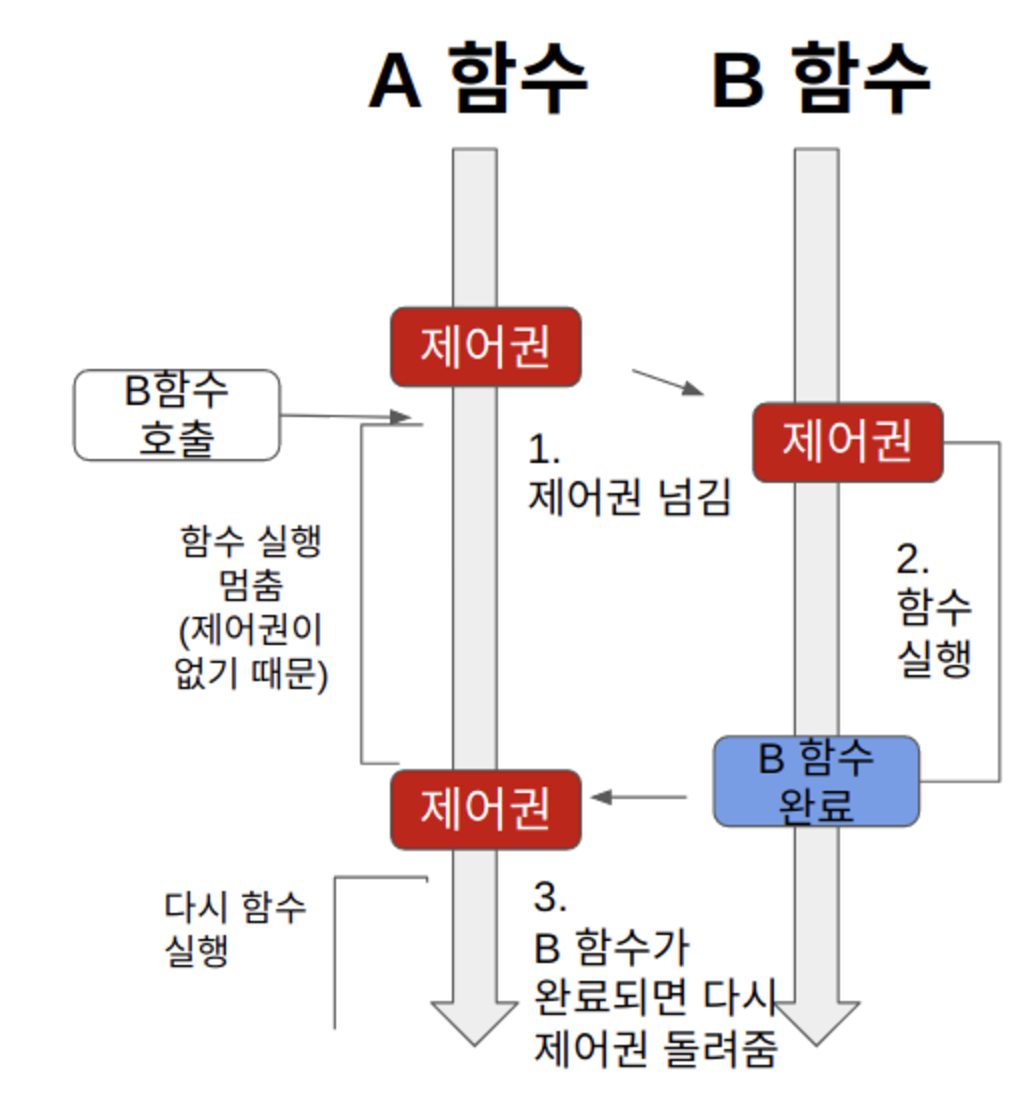 A 함수
B 함수
제어권
B함수
호출
제어권
1.
제어권 넘김
함수 실행
멈춤
(제어권이
없기 때문)
2.
함수
실행
B 함수
완료
제어권
다시 함수
실행
3.
B 함수가
완료되면 다시
제어권 돌려줌